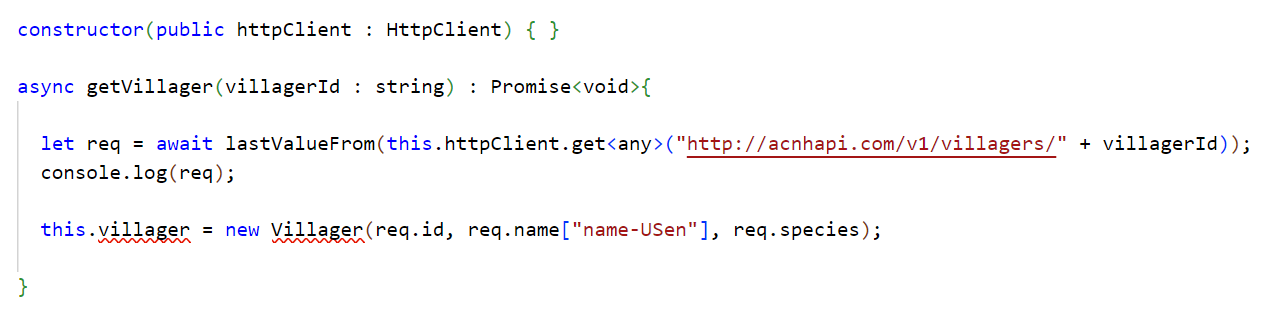 constructor(public httpClient : HttpClient) { }
async getVillager(villagerId : string) : Promise<void>{
let req = await lastValueFrom(this.httpClient.get<any>("http://acnhapi.com/v1/villagers/" + villagerId));
console.log(req);
this.villager = new Villager(req.id, req.name["name-USen"], req.species);
}